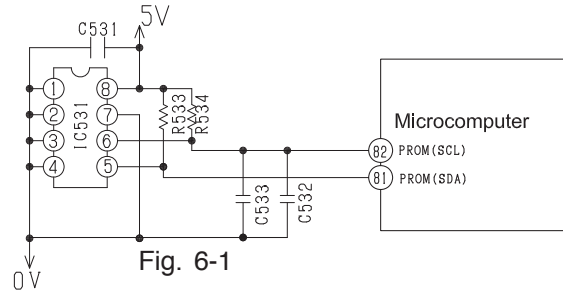 C531
5V
1
8
2
7
3
6
4
5
IC531
R533
R534
Microcomputer
82 PROM(SCL)
81 PROM(SDA)
C533
C532
0V
Fig. 6-1